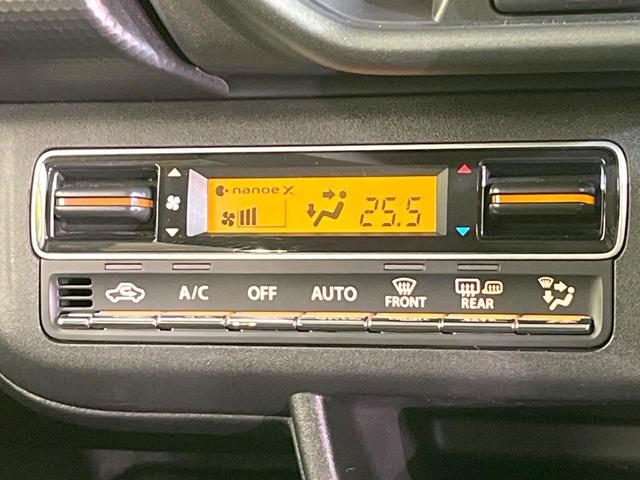 nanoe X
25.5
A/C OFF AUTO FRONT REAR